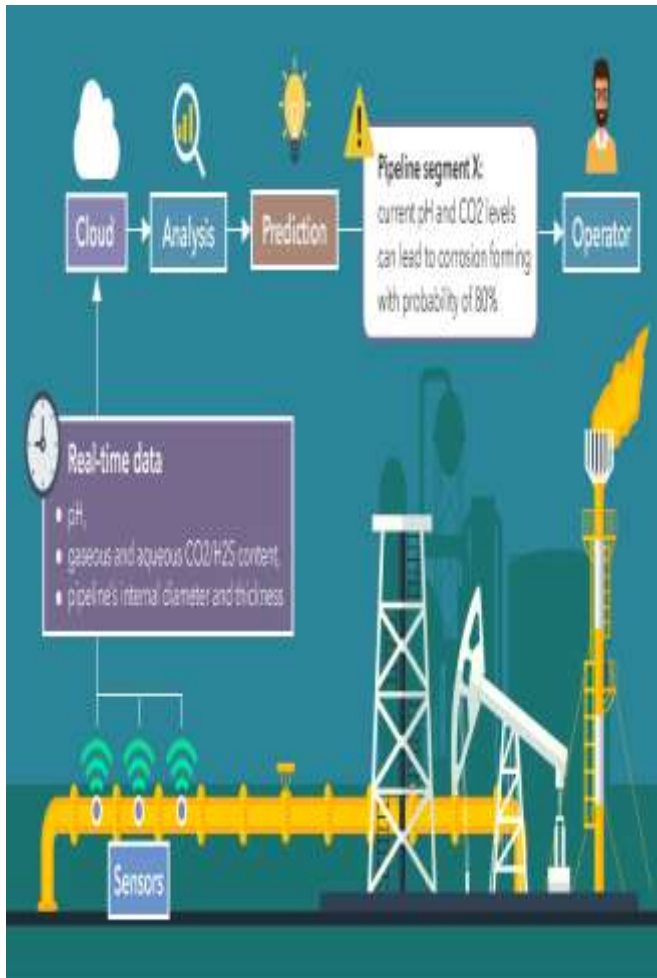 Cloud
Analysis
Prediction
Pipeline segment X:
current pH and CO2 levels
can lead to corrosion forming
with probability of 80%
Operator
Real-time data
pH,
gaseous and aqueous CO2/H2S content,
pipeline's internal diameter and thickness
Sensors